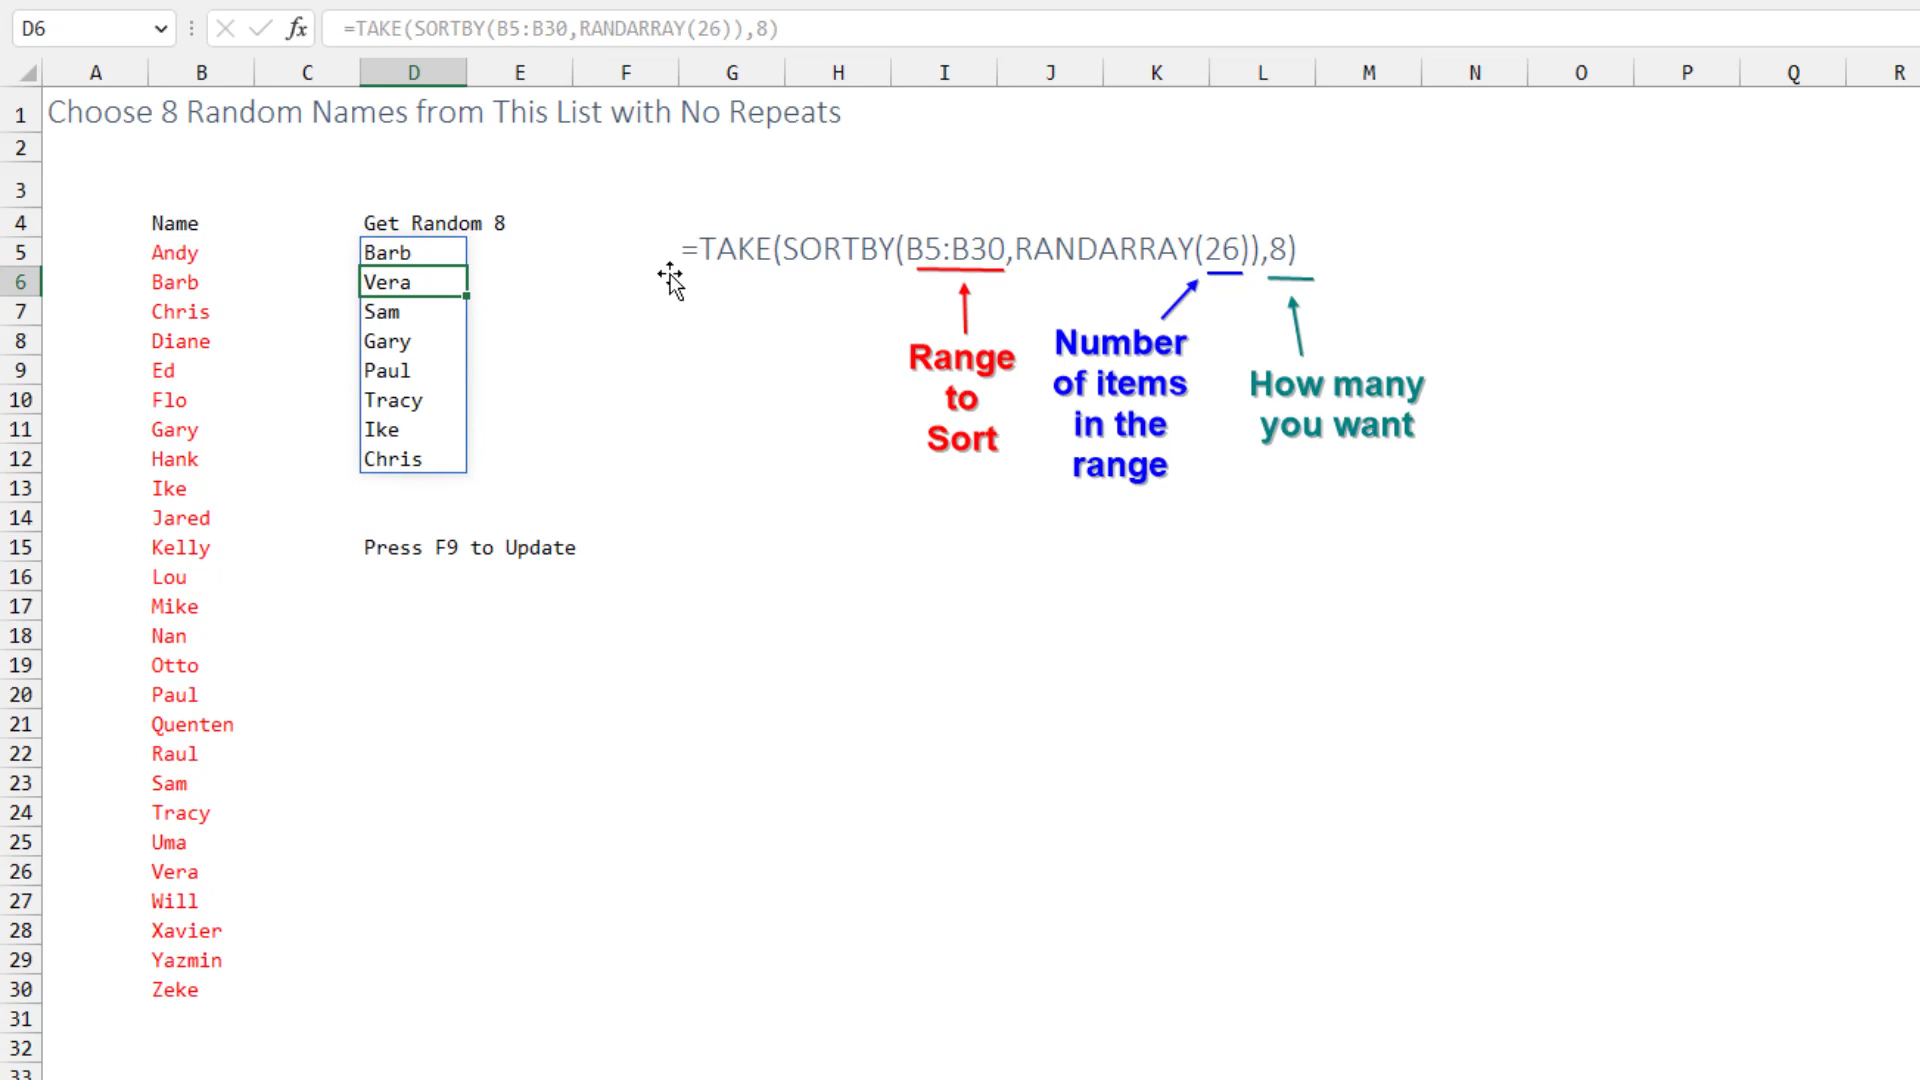 D6 fx =TAKE(SORTBY(B5:B30,RANDARRAY(26)),8)
A B C D E F G H I J K L M N O P Q R
1 Choose 8 Random Names from This List with No Repeats
2
3
4 Name Get Random 8
=TAKE(SORTBY(B5:B30,RANDARRAY(26)),8)
5 Andy Barb
6 Barb Vera
7 Chris Sam
8 Diane Gary
9 Ed Paul
10 Flo Tracy
11 Gary Ike
12 Hank Chris
Range
to
Sort
Number
of items
in the
range
How many
you want
13 Ike
14 Jared
15 Kelly Press F9 to Update
16 Lou
17 Mike
18 Nan
19 Otto
20 Paul
21 Quenten
22 Raul
23 Sam
24 Tracy
25 Uma
26 Vera
27 Will
28 Xavier
29 Yazmin
30 Zeke
31
32
33